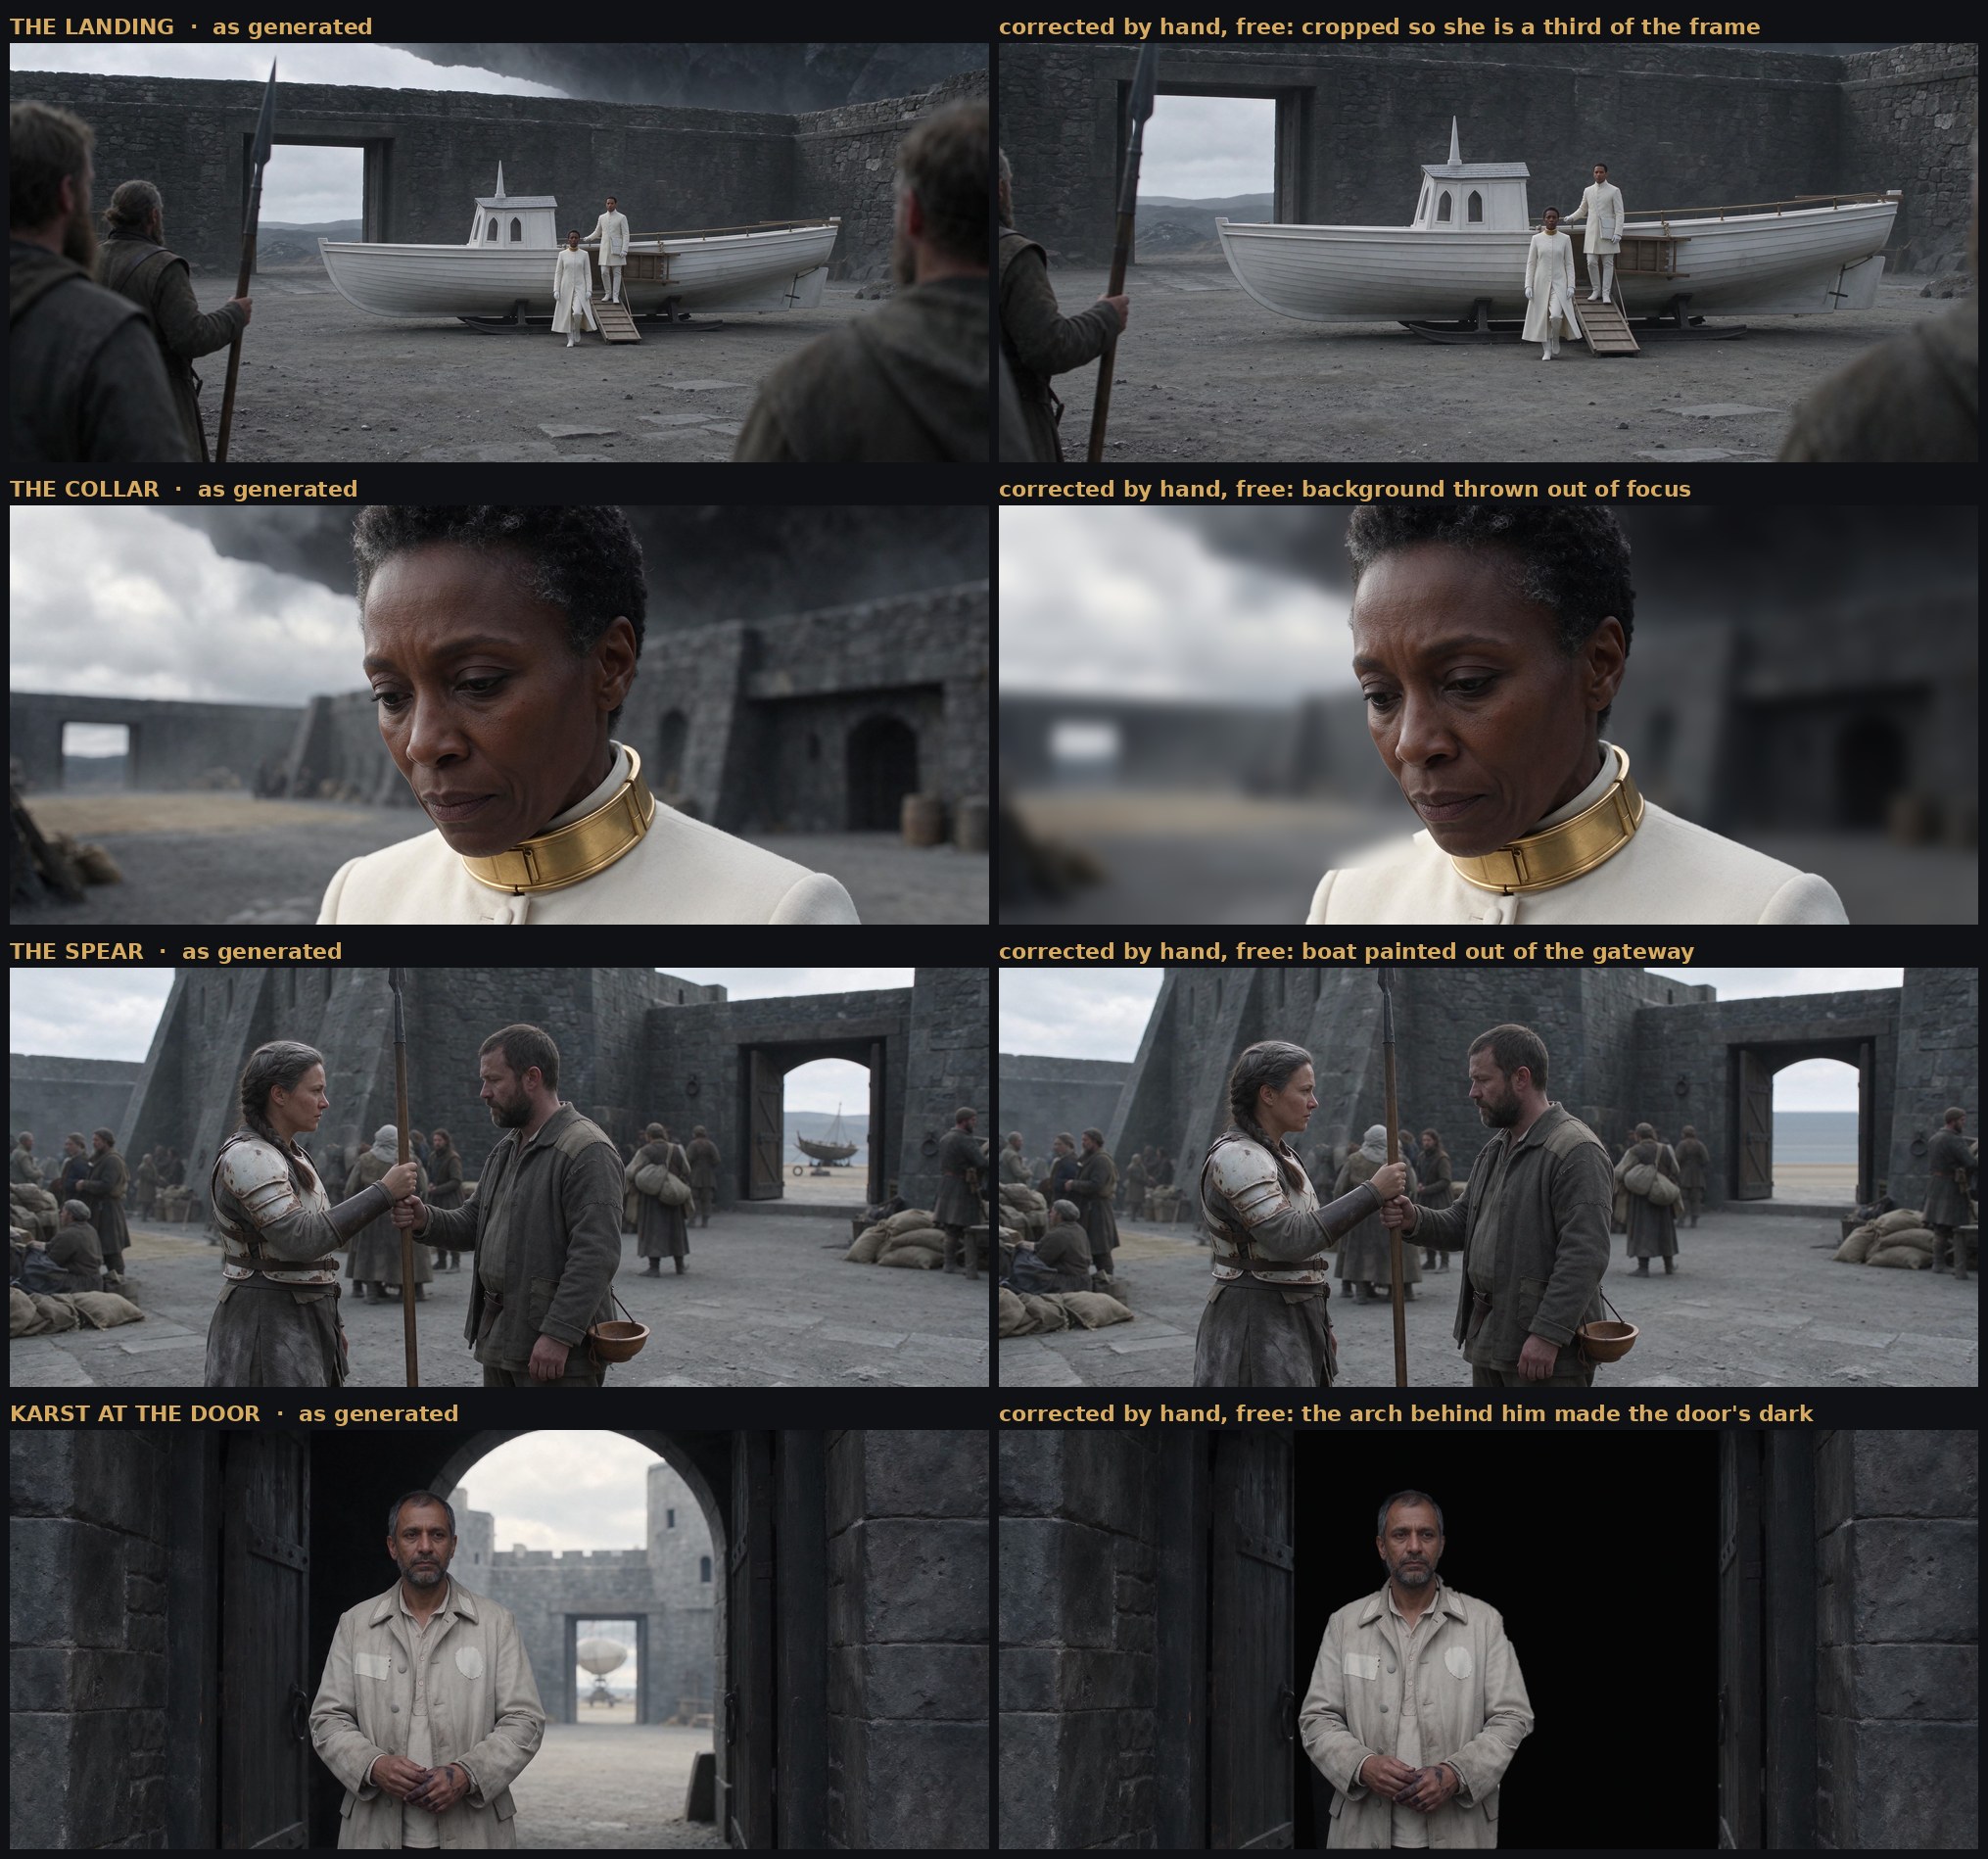 THE LANDING · as generated
corrected by hand, free: cropped so she is a third of the frame
THE COLLAR · as generated
corrected by hand, free: background thrown out of focus
THE SPEAR · as generated
corrected by hand, free: boat painted out of the gateway
KARST AT THE DOOR · as generated
corrected by hand, free: the arch behind him made the door's dark